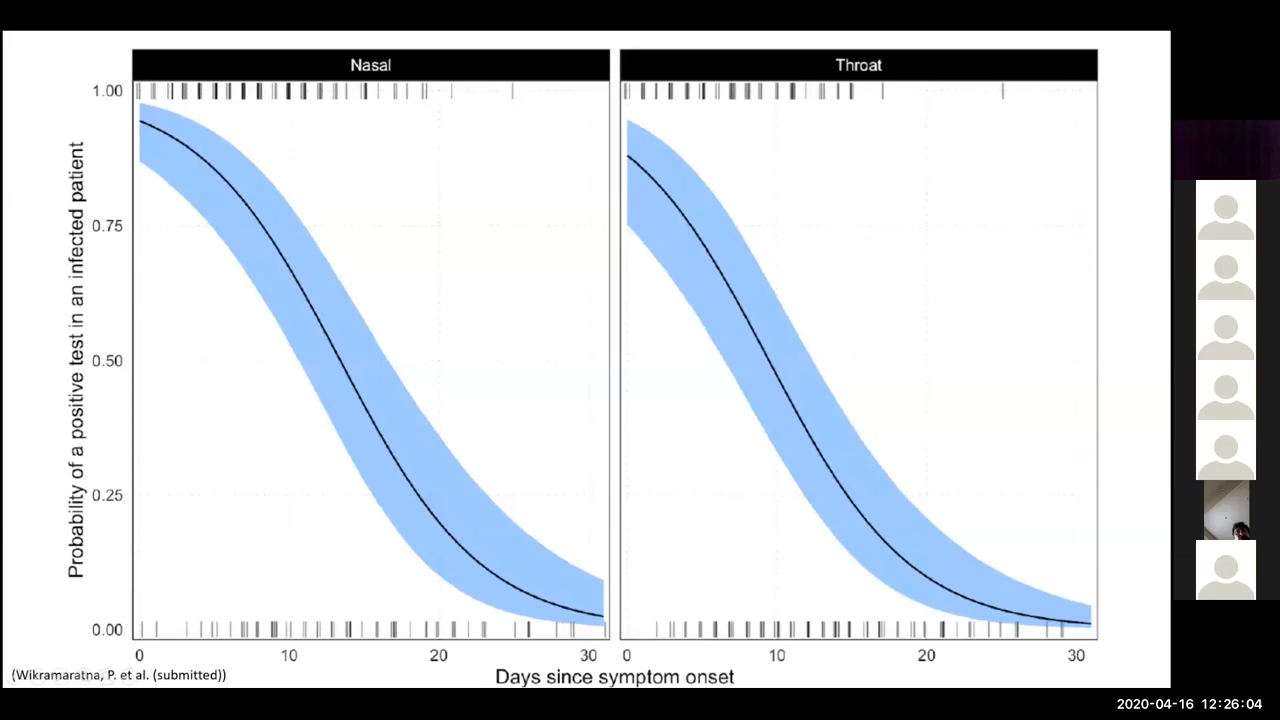 Nasal
Throat
Probability of a positive test in an infected patient
1.00
0.75
0.50
0.25
0.00
0
10
20
30
0
10
20
30
Days since symptom onset
(Wikramaratna, P. et al. (submitted))
2020-04-16 12:26:04